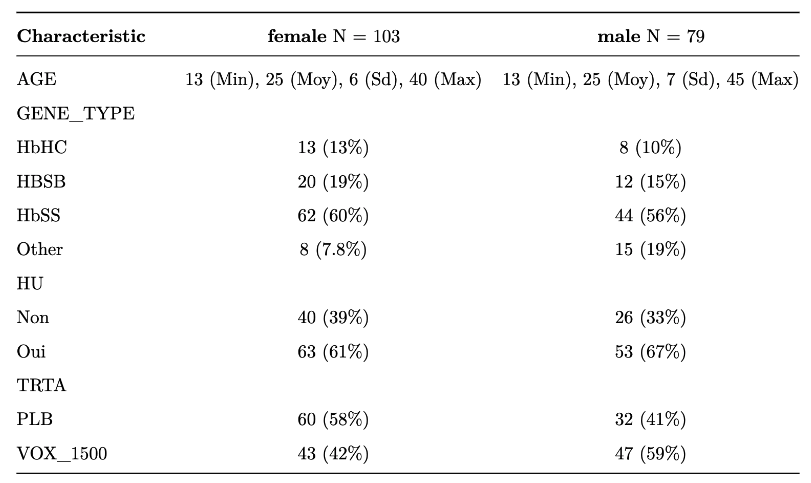 Characteristic female N = 103 male N = 79
AGE 13 (Min), 25 (Moy), 6 (Sd), 40 (Max) 13 (Min), 25 (Moy), 7 (Sd), 45 (Max)
GENE_TYPE
HbHC 13 (13%) 8 (10%)
HBSB 20 (19%) 12 (15%)
HbSS 62 (60%) 44 (56%)
Other 8 (7.8%) 15 (19%)
HU
Non 40 (39%) 26 (33%)
Oui 63 (61%) 53 (67%)
TRTA
PLB 60 (58%) 32 (41%)
VOX_1500 43 (42%) 47 (59%)